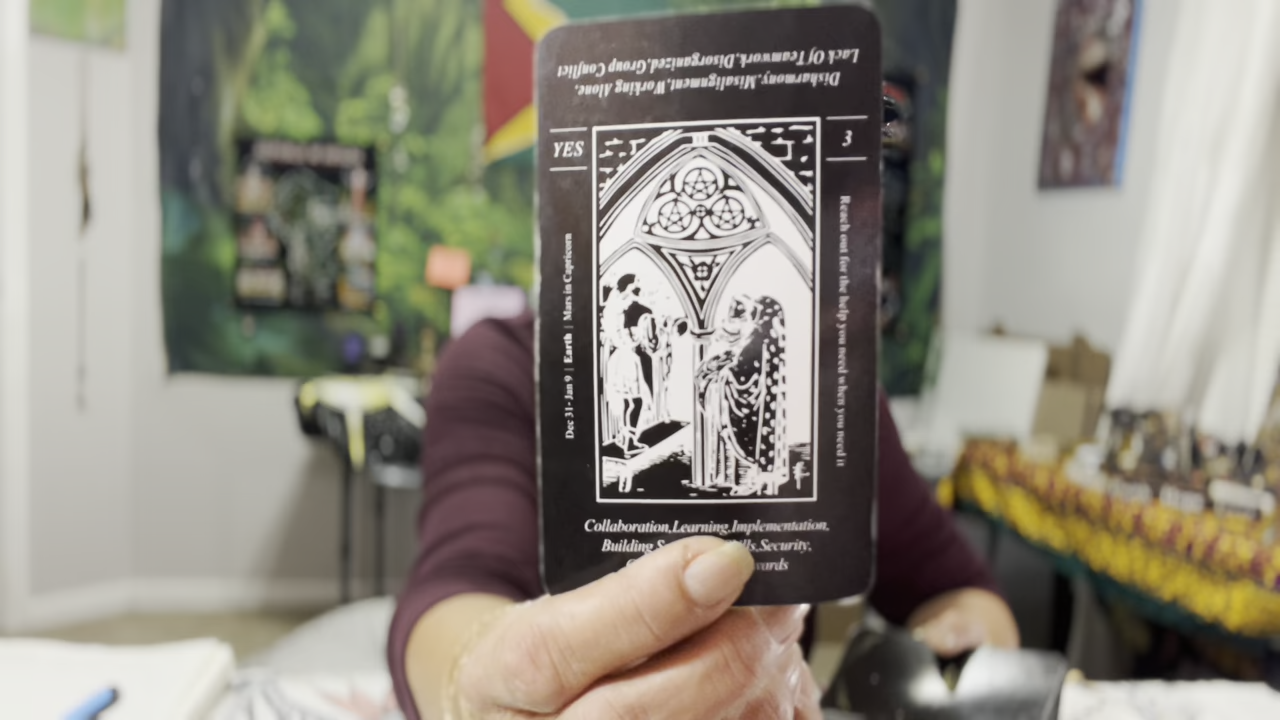 Lack Of Teamwork, Disorganized, Group Conflict
Disharmony, Misalignment, Working Alone,
YES
3
Dec 31 - Jan 9 | Earth | Mars in Capricorn
Reach out for the help you need when you need it
Collaboration, Learning, Implementation,
Building Security,